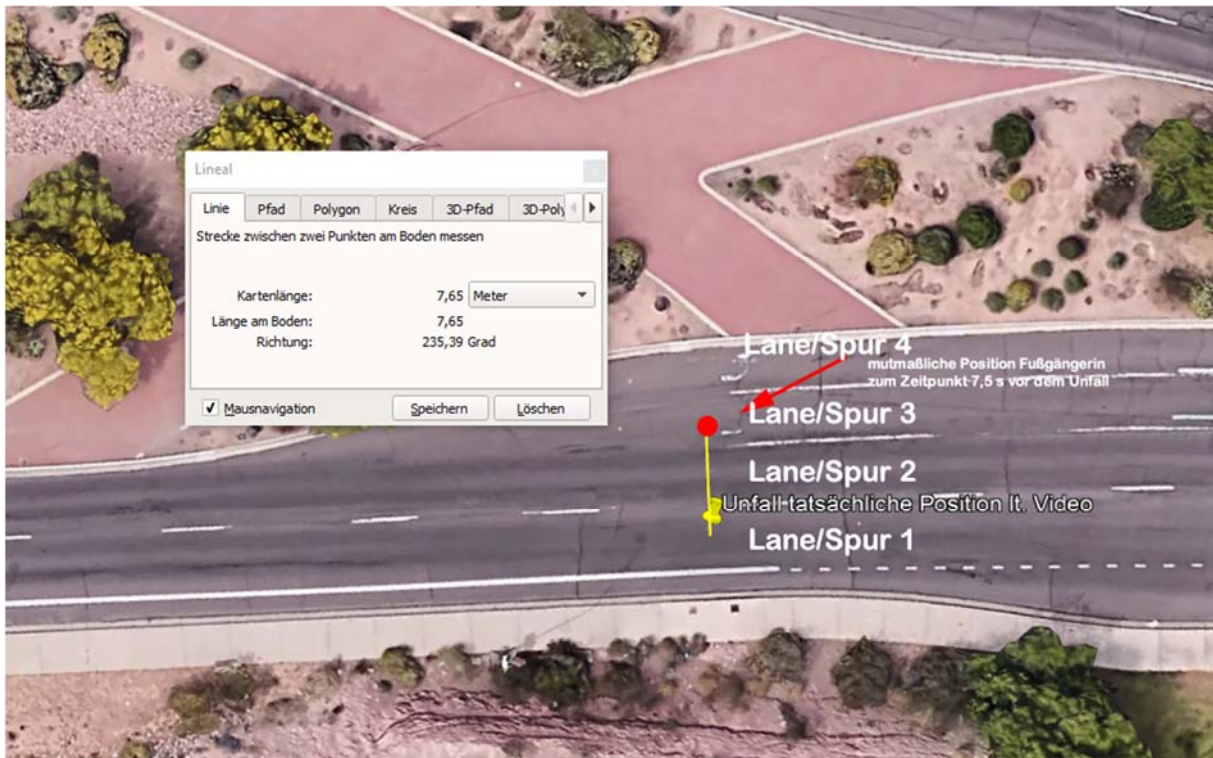 Lineal
Linie Pfad Polygon Kreis 3D-Pfad 3D-Poly
Strecke zwischen zwei Punkten am Boden messen
Kartenlänge: 7,65 Meter
Länge am Boden: 7,65
Richtung: 235,39 Grad
Mausnavigation Speichern Löschen
Lane/Spur 4
mutmaßliche Position Fußgängerin
zum Zeitpunkt 7,5 s vor dem Unfall
Lane/Spur 3
Lane/Spur 2
Unfall tatsächliche Position lt. Video
Lane/Spur 1